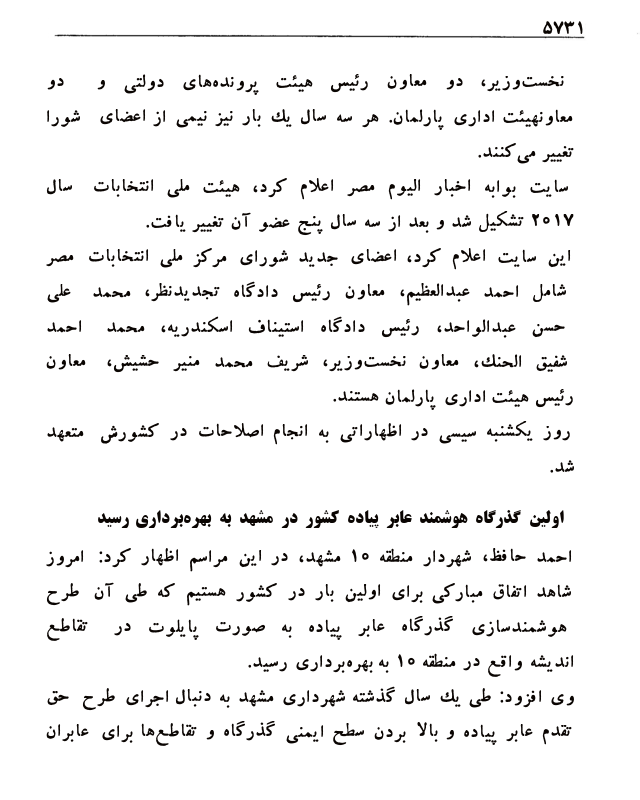 ۵۷۳۱
نخست‌وزیر، دو معاون رئیس هیئت پرونده‌های دولتی و دو
معاونهیئت اداری پارلمان. هر سه سال یك بار نیز نیمی از اعضای شورا
تغییر می‌کنند.
سایت بوابه اخبار الیوم مصر اعلام کرد، هیئت ملی انتخابات سال
۲۰۱۷ تشکیل شد و بعد از سه سال پنج عضو آن تغییر یافت.
این سایت اعلام کرد، اعضای جدید شورای مرکز ملی انتخابات مصر
شامل احمد عبدالعظیم، معاون رئیس دادگاه تجدیدنظر، محمد علی
حسن عبدالواحد، رئیس دادگاه استیناف اسکندریه، محمد احمد
شفیق الحنك، معاون نخست‌وزیر، شریف محمد منیر حشیش، معاون
رئیس هیئت اداری پارلمان هستند.
روز یکشنبه سیسی در اظهاراتی به انجام اصلاحات در کشورش متعهد
شد.
اولین گذرگاه هوشمند عابر پیاده کشور در مشهد به بهره‌برداری رسید
احمد حافظ، شهردار منطقه ۱۰ مشهد، در این مراسم اظهار کرد: امروز
شاهد اتفاق مبارکی برای اولین بار در کشور هستیم که طی آن طرح
هوشمندسازی گذرگاه عابر پیاده به صورت پایلوت در تقاطع
اندیشه واقع در منطقه ۱۰ به بهره‌برداری رسید.
وی افزود: طی یك سال گذشته شهرداری مشهد به دنبال اجرای طرح حق
تقدم عابر پیاده و بالا بردن سطح ایمنی گذرگاه و تقاطع‌ها برای عابران